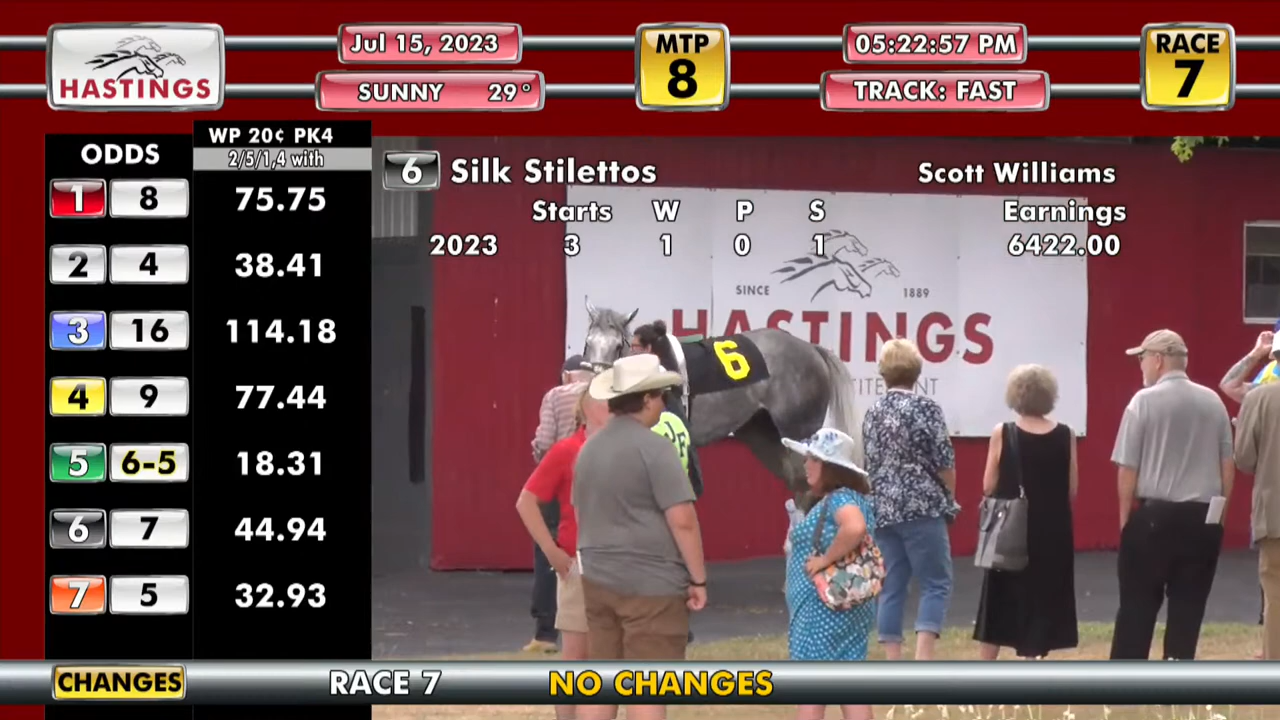 HASTINGS
Jul 15, 2023
SUNNY 29°
MTP
8
05:22:57 PM
TRACK: FAST
RACE
7
ODDS
WP 20¢ PK4
2/5/1,4 with
1 8 75.75
2 4 38.41
3 16 114.18
4 9 77.44
5 6-5 18.31
6 7 44.94
7 5 32.93
6 Silk Stilettos Scott Williams
Starts W P S Earnings
2023 3 1 0 1 6422.00
SINCE 1889
HASTINGS
6
CHANGES RACE 7 NO CHANGES